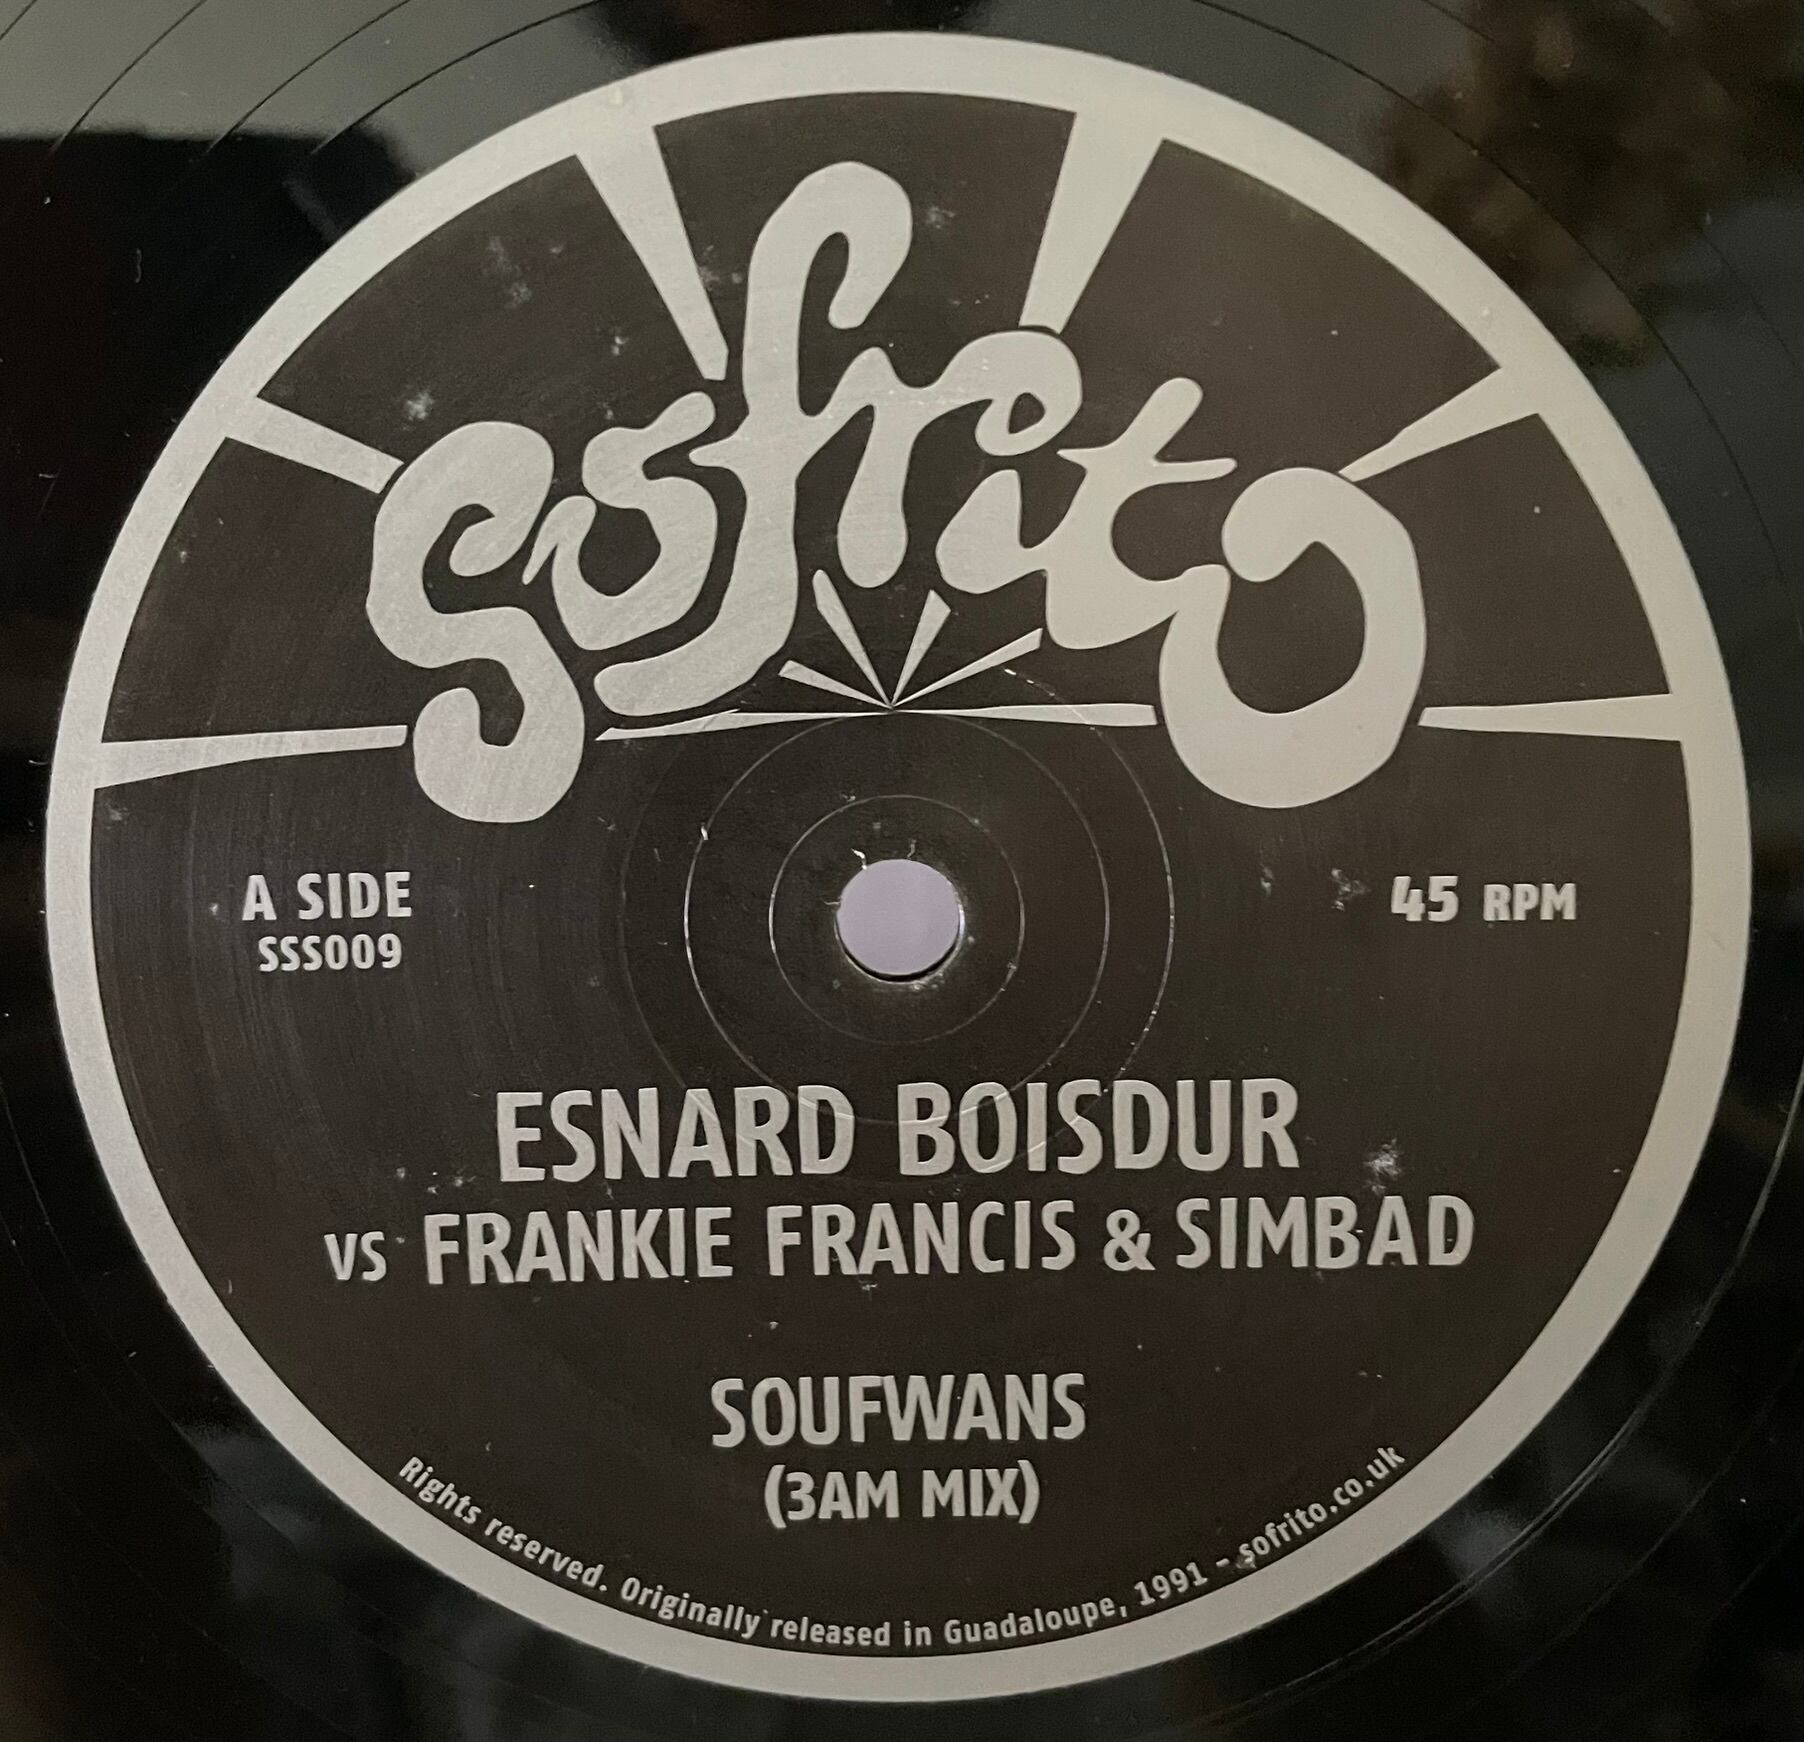 sofrito
A SIDE
SSS009
45 RPM
ESNARD BOISDUR
VS FRANKIE FRANCIS & SIMBAD
SOUFWANS
(3AM MIX)
Rights reserved. Originally released in Guadaloupe, 1991 - sofrito.co.uk